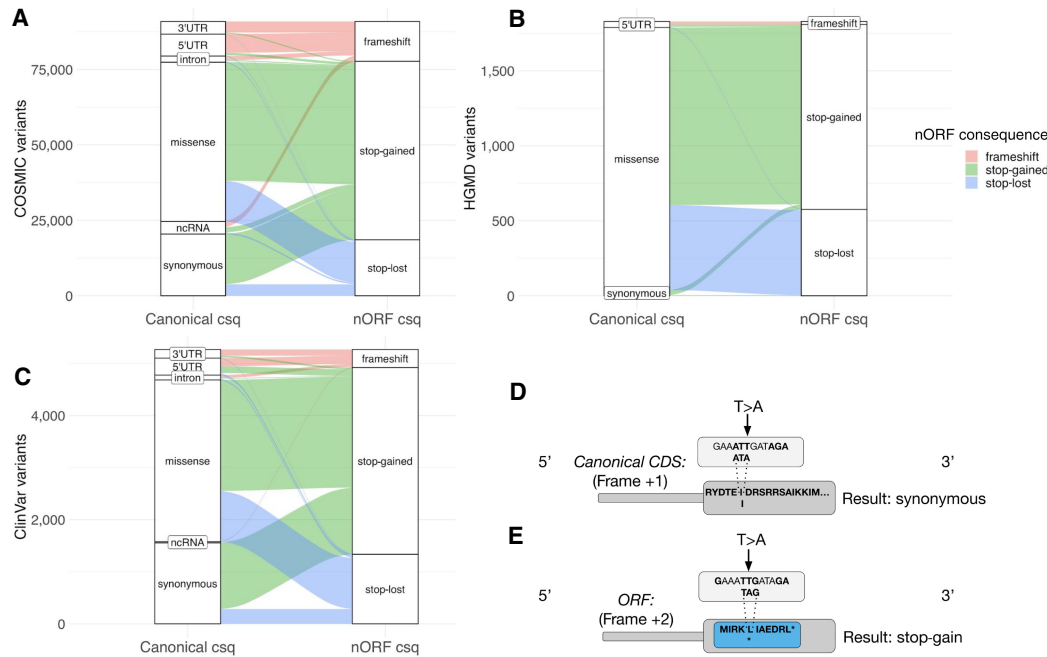 A
COSMIC variants
75,000
50,000
25,000
0
3'UTR
5'UTR
intron
missense
ncRNA
synonymous
frameshift
stop-gained
stop-lost
Canonical csq
nORF csq
B
HGMD variants
1,500
1,000
500
0
5'UTR
missense
synonymous
frameshift
stop-gained
stop-lost
Canonical csq
nORF csq
nORF consequence
frameshift
stop-gained
stop-lost
C
ClinVar variants
4,000
2,000
0
3'UTR
5'UTR
intron
missense
ncRNA
synonymous
frameshift
stop-gained
stop-lost
Canonical csq
nORF csq
D
T>A
GAAATTGATAGA
ATA
5’ Canonical CDS: 3’
(Frame +1)
RYDTE I DRSRRSAIKKIM...
I
Result: synonymous
E
T>A
GAAATTGATAGA
TAG
5’ ORF: 3’
(Frame +2)
MIRK L IAEDRL*
*
Result: stop-gain